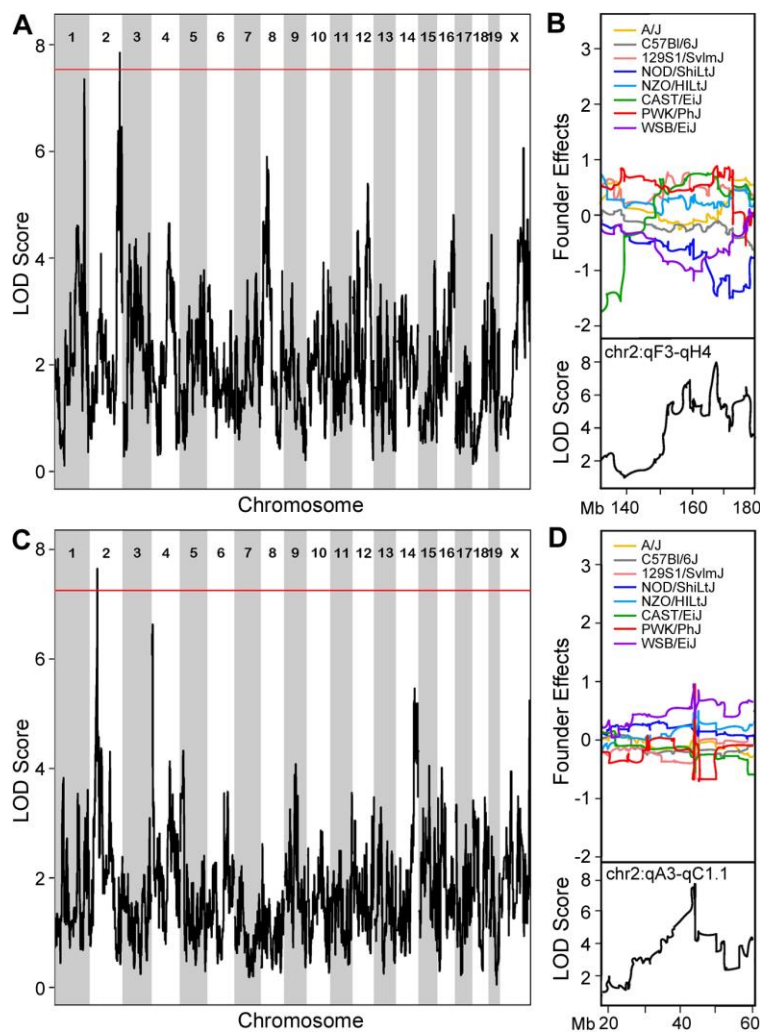 A
1 2 3 4 5 6 7 8 9 10 11 12 13 14 15 16 17 18 19 X
8
6
4
2
0
LOD Score
Chromosome
B
A/J
C57Bl/6J
129S1/SvlmJ
NOD/ShiLtJ
NZO/HILtJ
CAST/EiJ
PWK/PhJ
WSB/EiJ
3
2
1
0
-1
-2
Founder Effects
chr2:qF3-qH4
8
6
4
2
LOD Score
Mb 140 160 180
C
1 2 3 4 5 6 7 8 9 10 11 12 13 14 15 16 17 18 19 X
8
6
4
2
0
LOD Score
Chromosome
D
A/J
C57Bl/6J
129S1/SvlmJ
NOD/ShiLtJ
NZO/HILtJ
CAST/EiJ
PWK/PhJ
WSB/EiJ
3
2
1
0
-1
-2
Founder Effects
chr2:qA3-qC1.1
8
6
4
2
LOD Score
Mb 20 40 60